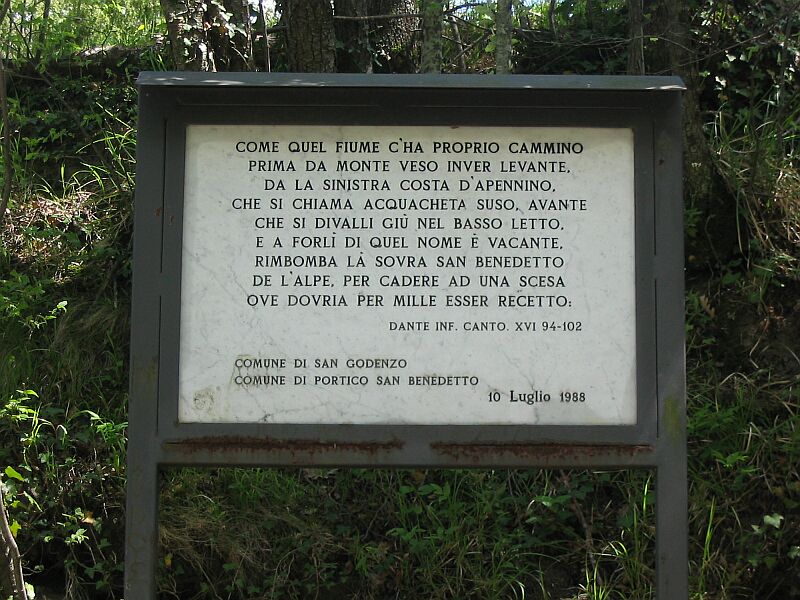 COME QUEL FIUME C'HA PROPRIO CAMMINO
PRIMA DA MONTE VESO INVER LEVANTE,
DA LA SINISTRA COSTA D'APENNINO,
CHE SI CHIAMA ACQUACHETA SUSO, AVANTE
CHE SI DIVALLI GIÙ NEL BASSO LETTO,
E A FORLÌ DI QUEL NOME È VACANTE,
RIMBOMBA LÀ SOVRA SAN BENEDETTO
DE L'ALPE, PER CADERE AD UNA SCESA
OVE DOVRIA PER MILLE ESSER RECETTO:
DANTE INF. CANTO. XVI 94-102
COMUNE DI SAN GODENZO
COMUNE DI PORTICO SAN BENEDETTO
10 Luglio 1988